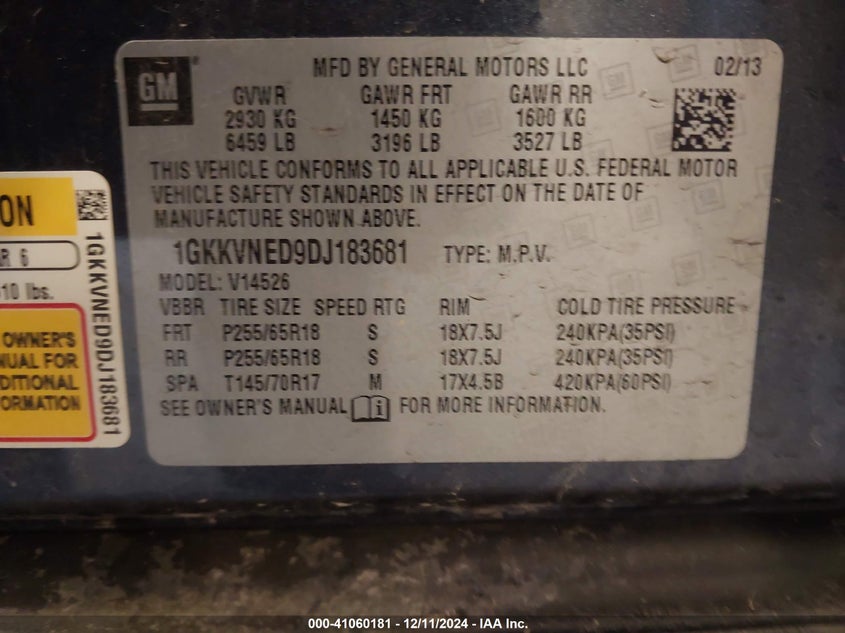 GM
MFD BY GENERAL MOTORS LLC 02/13
GVWR GAWR FRT GAWR RR
2930 KG 1450 KG 1600 KG
6459 LB 3196 LB 3527 LB
THIS VEHICLE CONFORMS TO ALL APPLICABLE U.S. FEDERAL MOTOR
VEHICLE SAFETY STANDARDS IN EFFECT ON THE DATE OF
MANUFACTURE SHOWN ABOVE.
1GKKVNED9DJ183681 TYPE: M.P.V.
MODEL: V14526
VBBR TIRE SIZE SPEED RTG RIM COLD TIRE PRESSURE
FRT P255/65R18 S 18X7.5J 240KPA(35PSI)
RR P255/65R18 S 18X7.5J 240KPA(35PSI)
SPA T145/70R17 M 17X4.5B 420KPA(60PSI)
SEE OWNER'S MANUAL FOR MORE INFORMATION.
ON
AR 6
10 lbs.
OWNER'S
NUAL FOR
DITIONAL
ORMATION
1GKKVNED9DJ183681
000-41060181 - 12/11/2024 - IAA Inc.